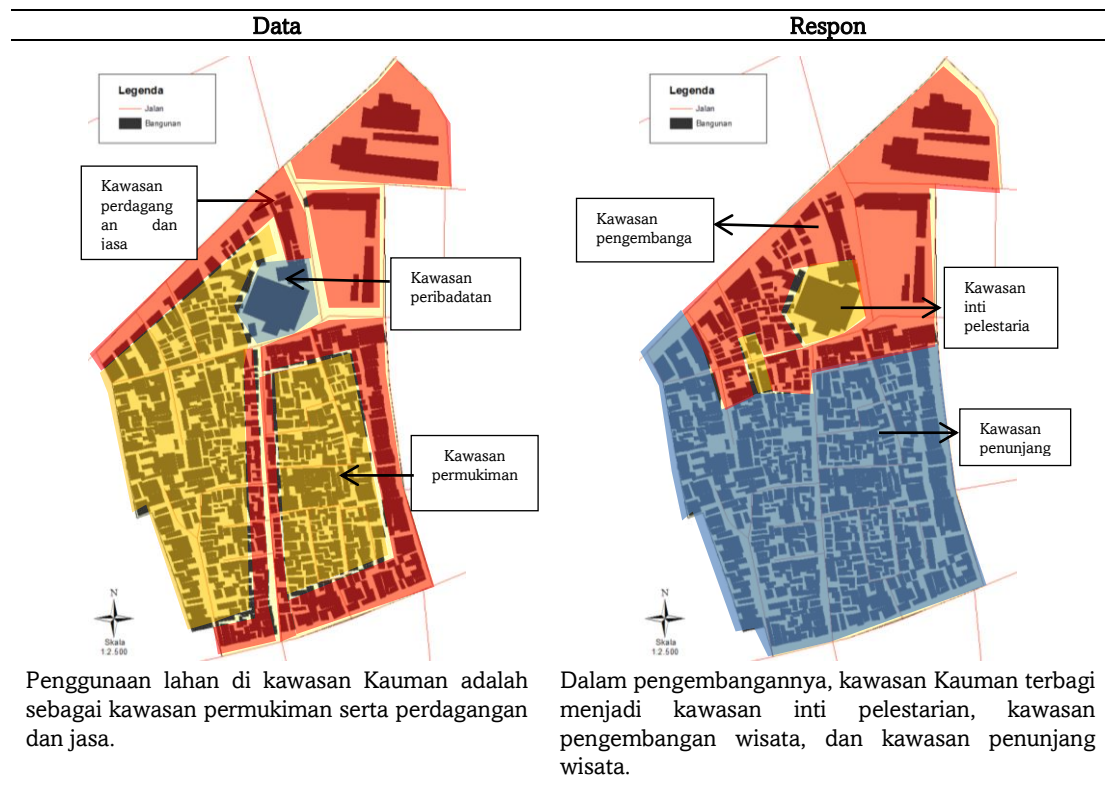 Data
Respon
Legenda
Jalan
Bangunan
Kawasan
perdagang
an dan
jasa
Kawasan
peribadatan
Kawasan
permukiman
N
Skala
1:2.500
Legenda
Jalan
Bangunan
Kawasan
pengembanga
Kawasan
inti
pelestaria
Kawasan
penunjang
N
Skala
1:2.500
Penggunaan lahan di kawasan Kauman adalah
sebagai kawasan permukiman serta perdagangan
dan jasa.
Dalam pengembangannya, kawasan Kauman terbagi
menjadi kawasan inti pelestarian, kawasan
pengembangan wisata, dan kawasan penunjang
wisata.